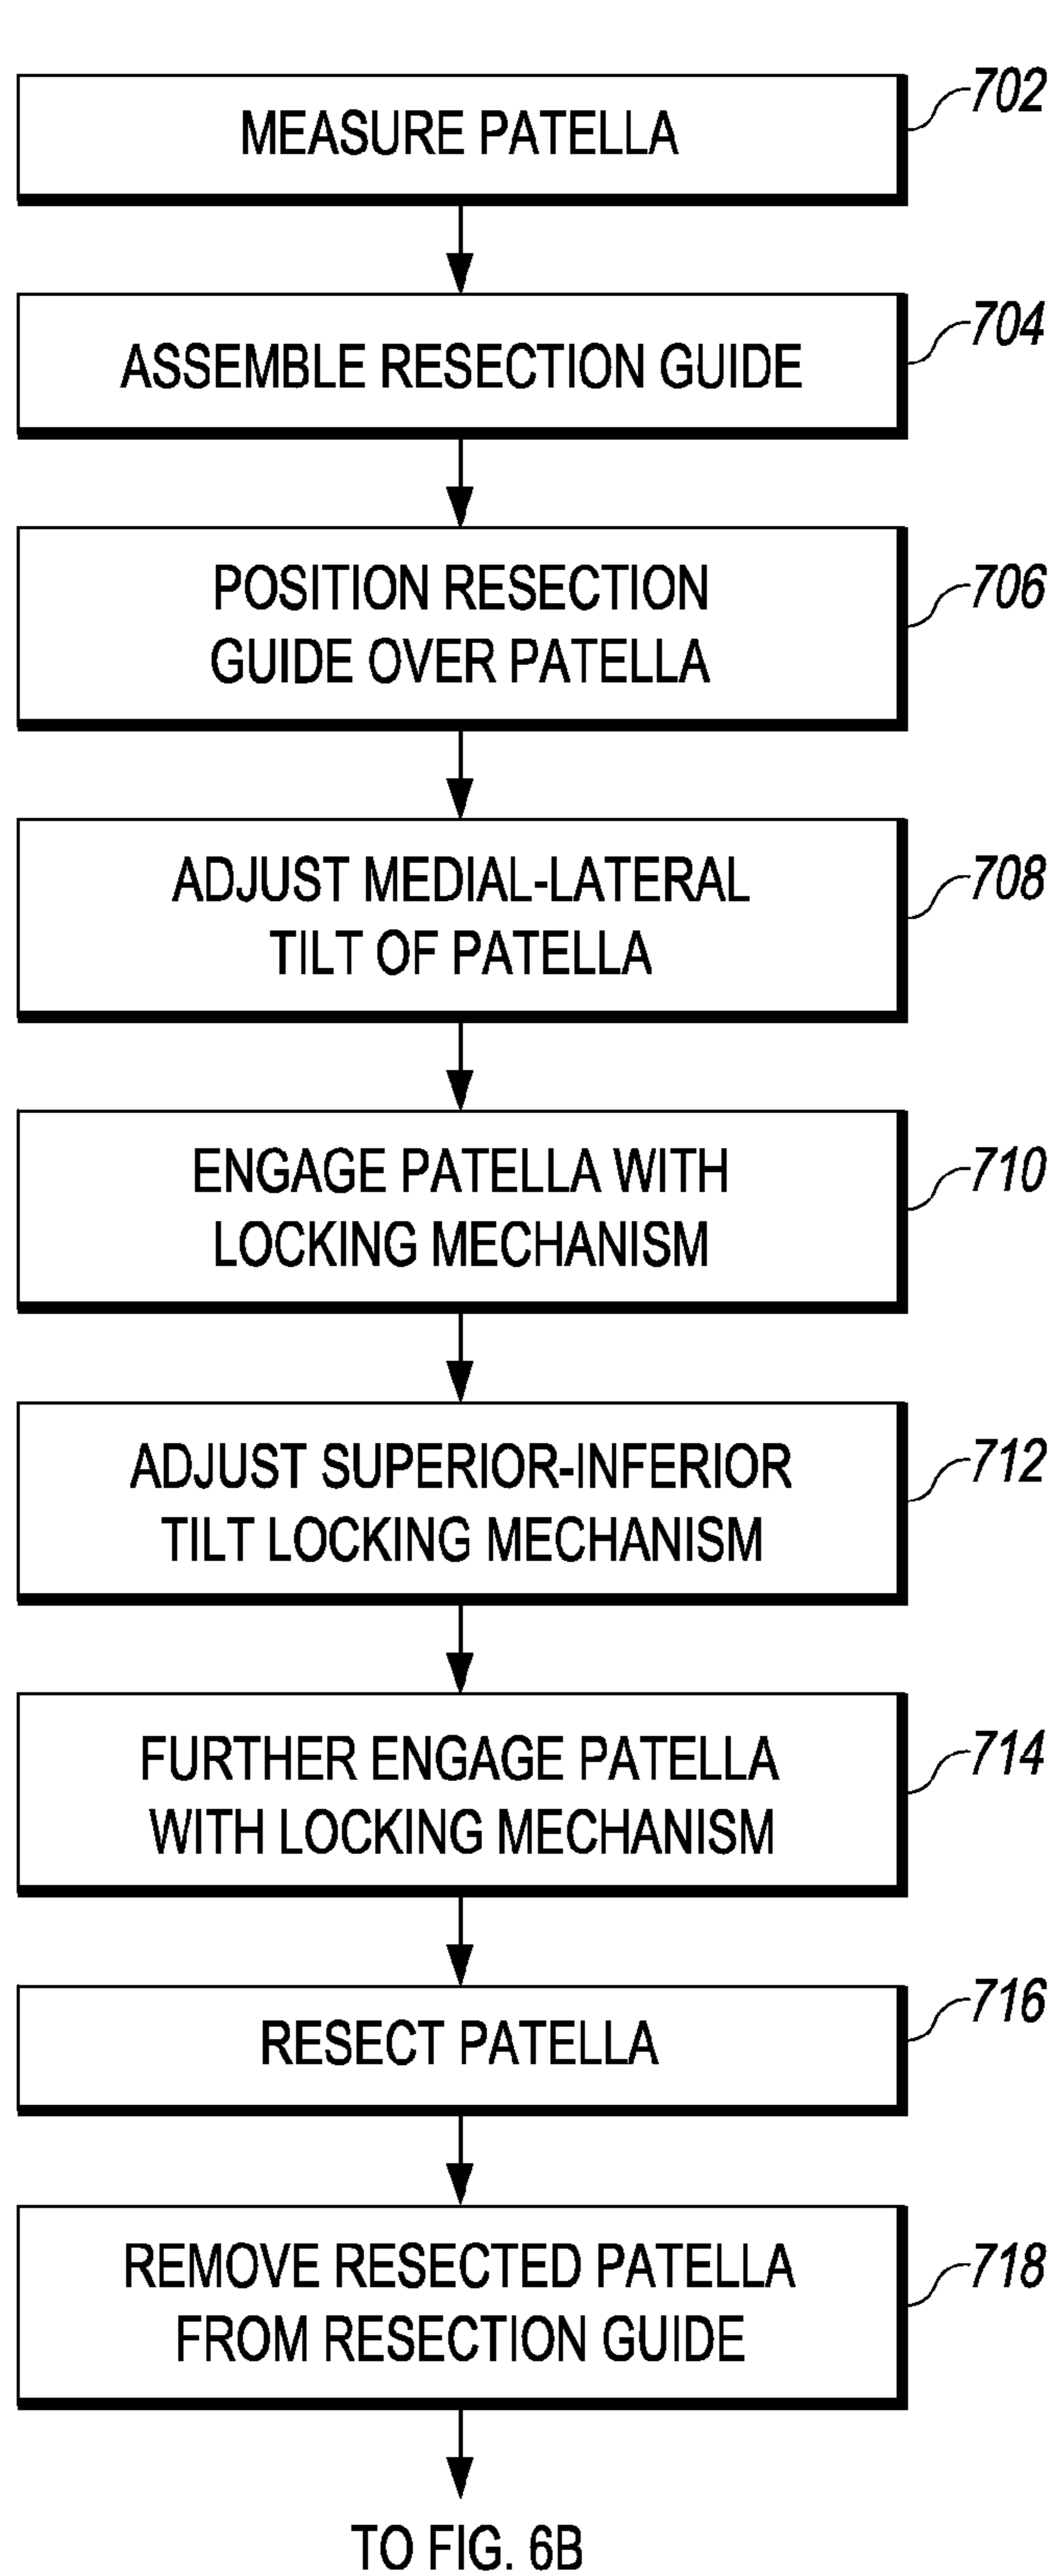 MEASURE PATELLA
702
ASSEMBLE RESECTION GUIDE
704
POSITION RESECTION
GUIDE OVER PATELLA
706
ADJUST MEDIAL-LATERAL
TILT OF PATELLA
708
ENGAGE PATELLA WITH
LOCKING MECHANISM
710
ADJUST SUPERIOR-INFERIOR
TILT LOCKING MECHANISM
712
FURTHER ENGAGE PATELLA
WITH LOCKING MECHANISM
714
RESECT PATELLA
716
REMOVE RESECTED PATELLA
FROM RESECTION GUIDE
718
TO FIG. 6B